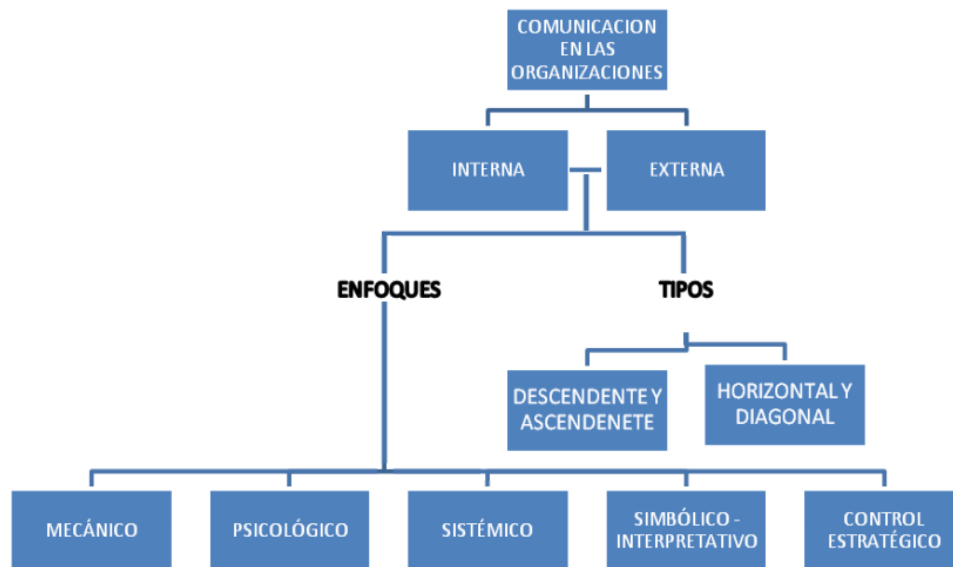 COMUNICACION
EN LAS
ORGANIZACIONES
INTERNA
EXTERNA
ENFOQUES
TIPOS
DESCENDENTE Y
ASCENDENETE
HORIZONTAL Y
DIAGONAL
MECÁNICO
PSICOLÓGICO
SISTÉMICO
SIMBÓLICO -
INTERPRETATIVO
CONTROL
ESTRATÉGICO